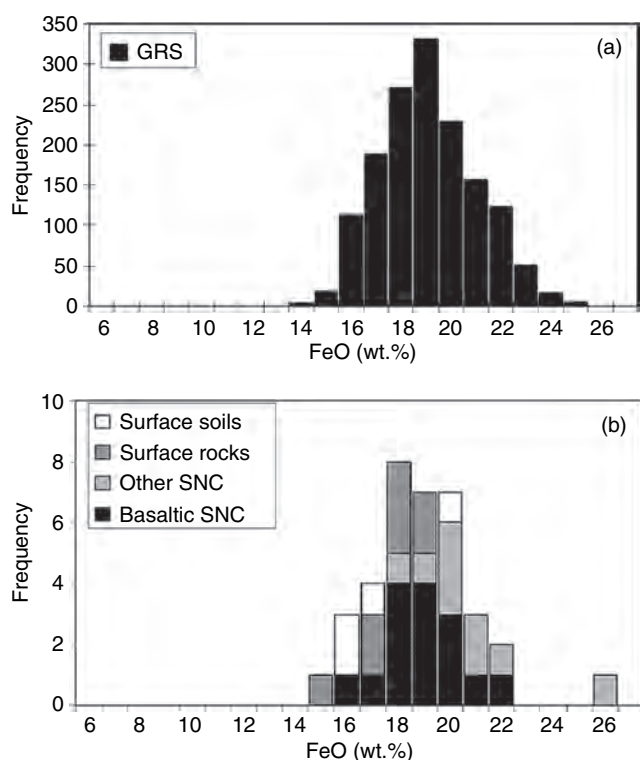 350
(a)
GRS
300
250
200
150
100
50
0
Frequency
6 8 10 12 14 16 18 20 22 24 26
FeO (wt.%)
10
Surface soils
(b)
Surface rocks
8
Other SNC
Basaltic SNC
6
4
2
0
Frequency
6 8 10 12 14 16 18 20 22 24 26
FeO (wt.%)